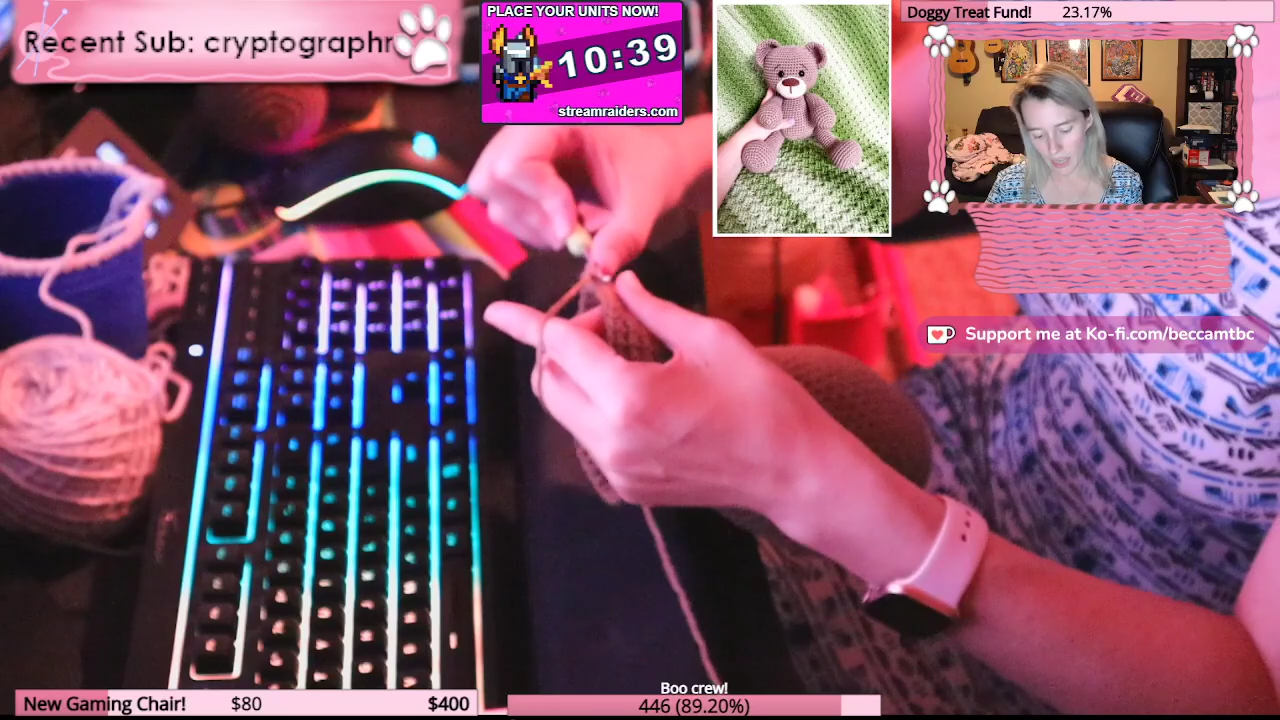 Recent Sub: cryptographr
PLACE YOUR UNITS NOW!
10:39
streamraiders.com
Doggy Treat Fund! 23.17%
Support me at Ko-fi.com/beccamtbc
New Gaming Chair! $80 $400
Boo crew!
446 (89.20%)